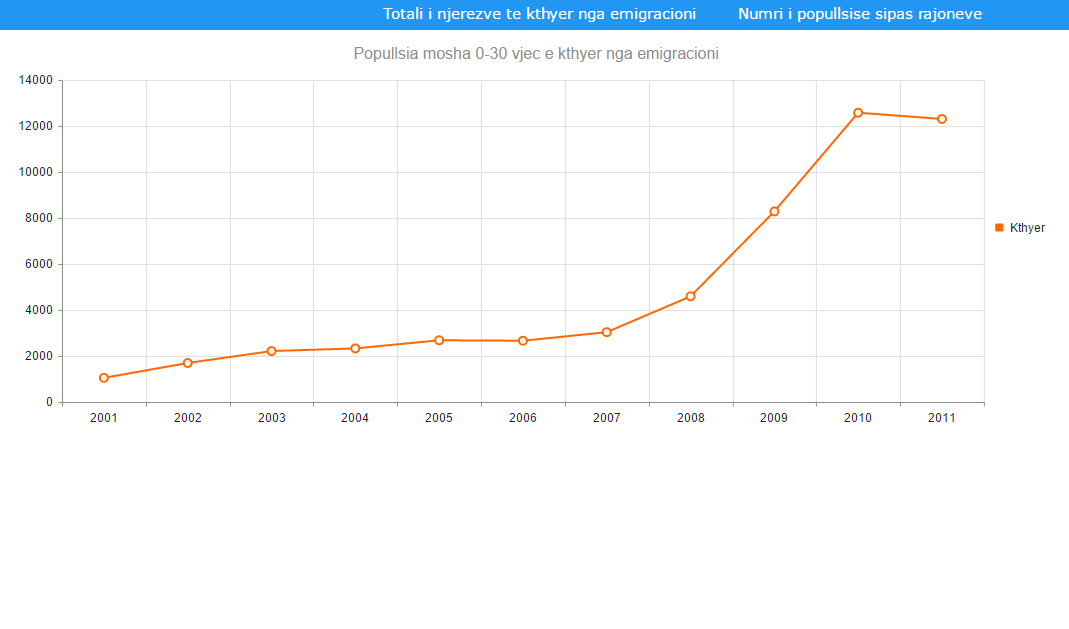 Totali i njerezve te kthyer nga emigracioni Numri i popullsise sipas rajoneve
Popullsia mosha 0-30 vjec e kthyer nga emigracioni
14000
12000
10000
8000
6000
4000
2000
0
Kthyer
2001 2002 2003 2004 2005 2006 2007 2008 2009 2010 2011